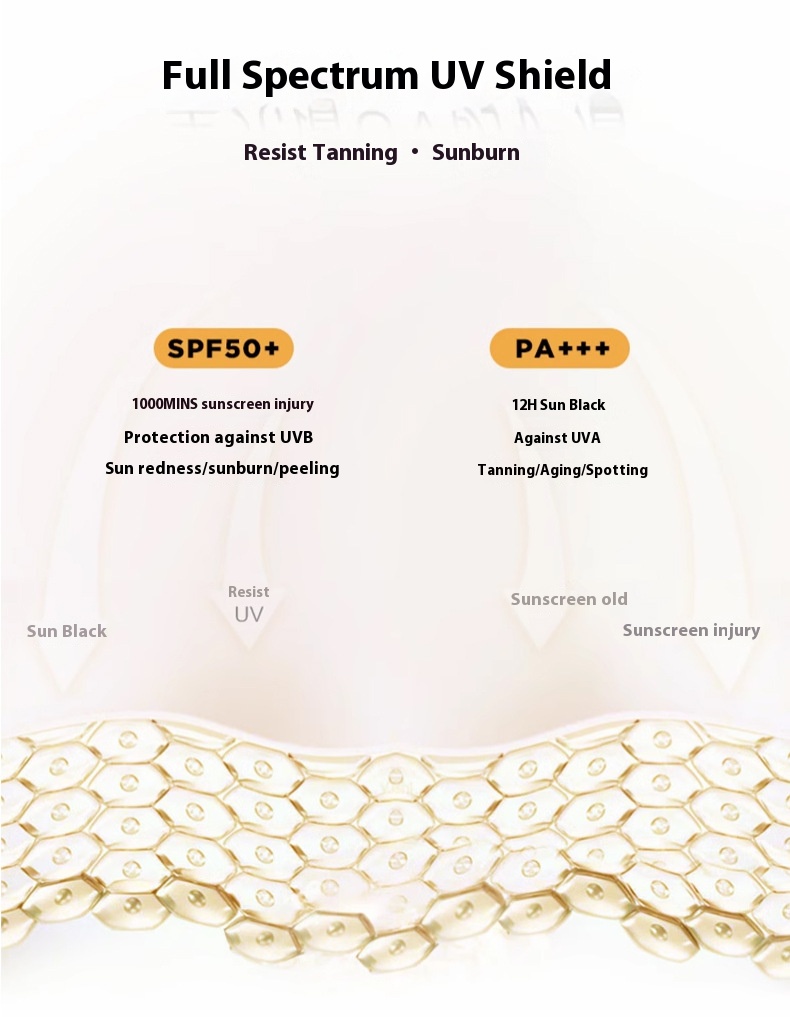 Full Spectrum UV Shield
Resist Tanning • Sunburn
SPF50+
1000MINS sunscreen injury
Protection against UVB
Sun redness/sunburn/peeling
PA+++
12H Sun Black
Against UVA
Tanning/Aging/Spotting
Sun Black
Resist
UV
Sunscreen old
Sunscreen injury